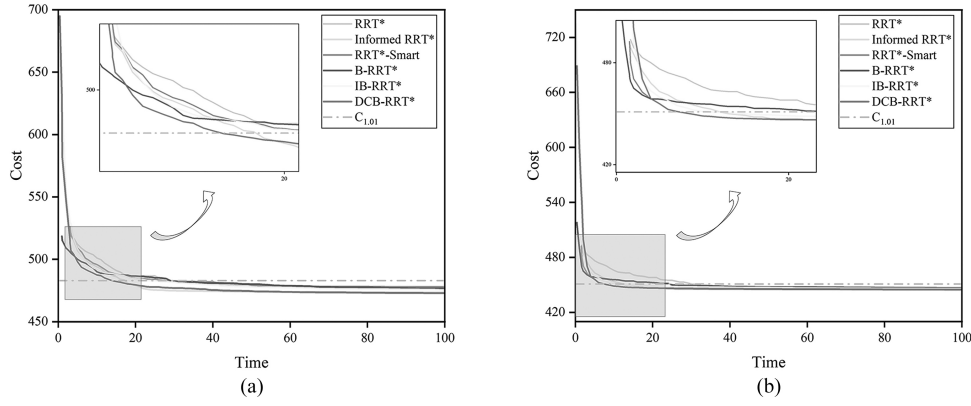 700
650
600
550
500
450
Cost
0
20
40
60
80
100
Time
500
20
RRT*
Informed RRT*
RRT*-Smart
B-RRT*
IB-RRT*
DCB-RRT*
C1.01
(a)
720
660
600
540
480
420
Cost
0
20
40
60
80
100
Time
480
420
0
20
RRT*
Informed RRT*
RRT*-Smart
B-RRT*
IB-RRT*
DCB-RRT*
C1.01
(b)